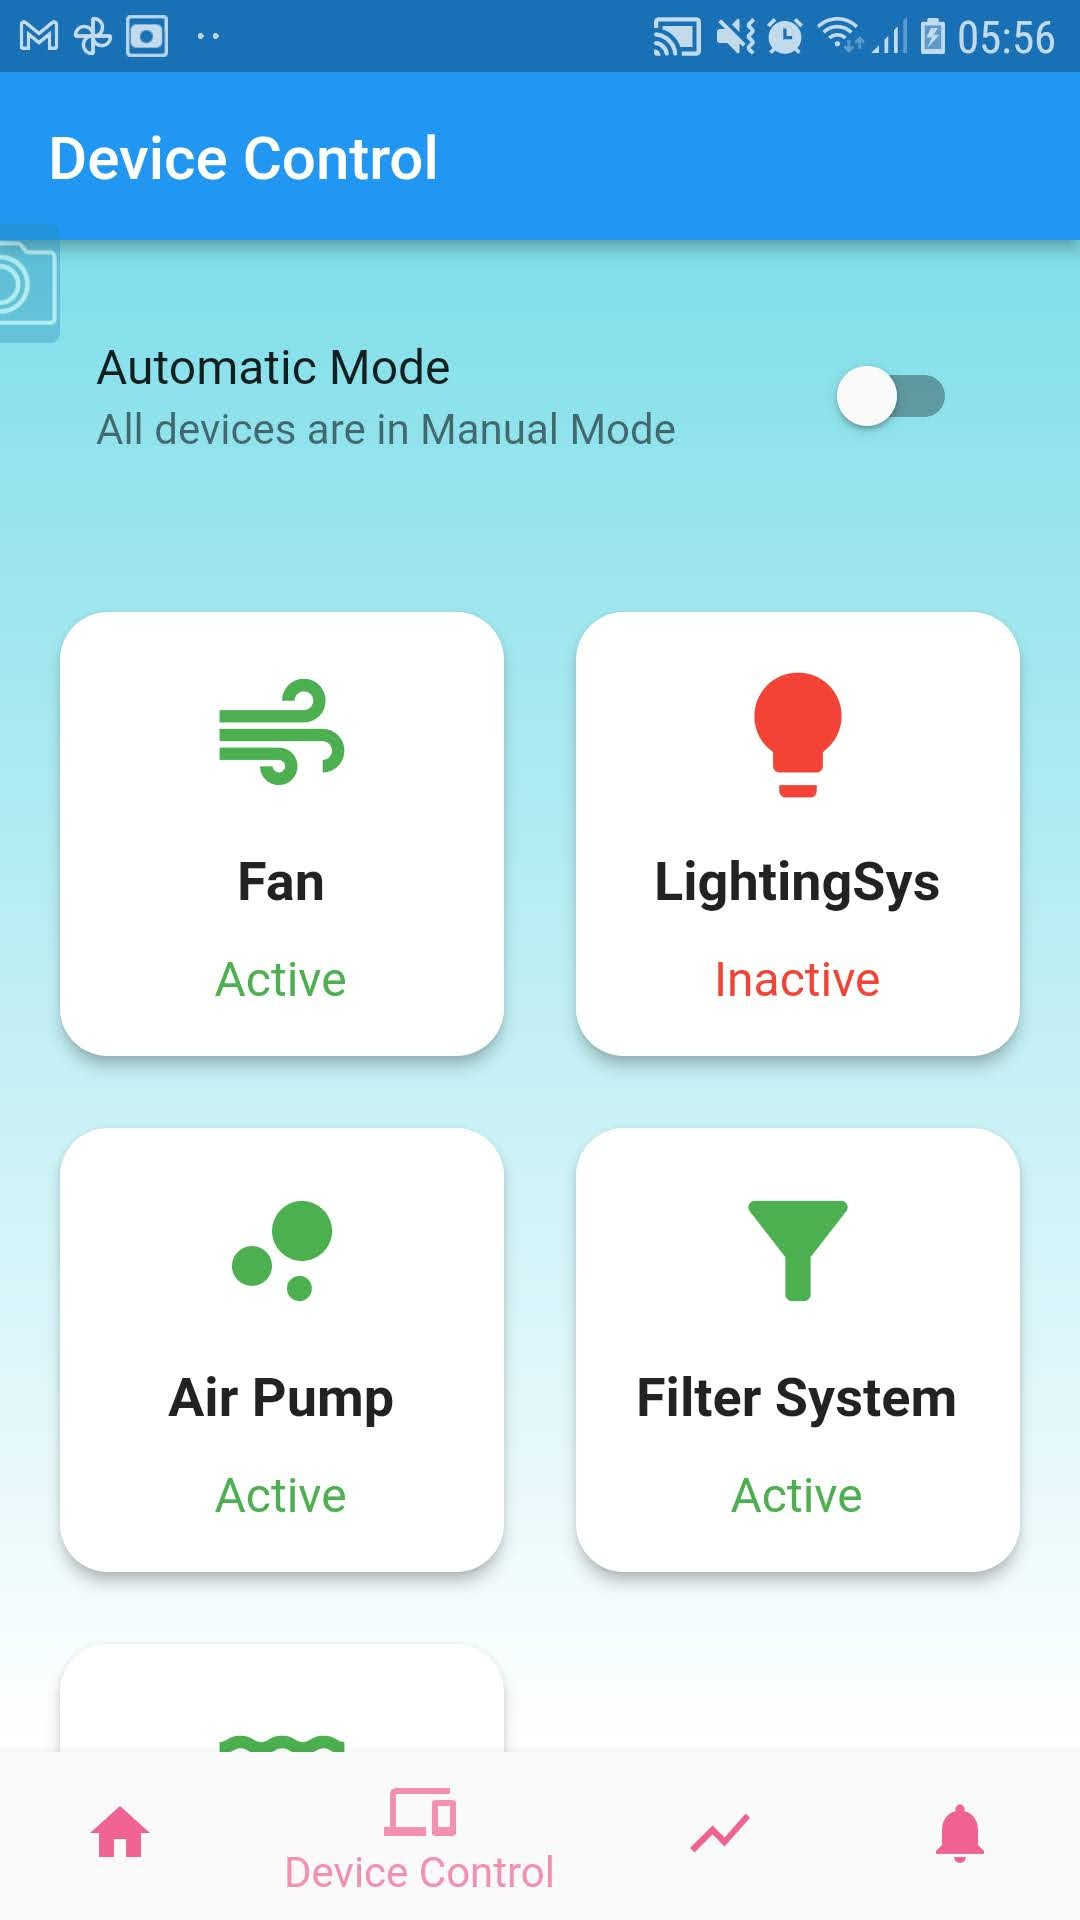 05:56
Device Control
Automatic Mode
All devices are in Manual Mode
Fan
Active
LightingSys
Inactive
Air Pump
Active
Filter System
Active
Device Control